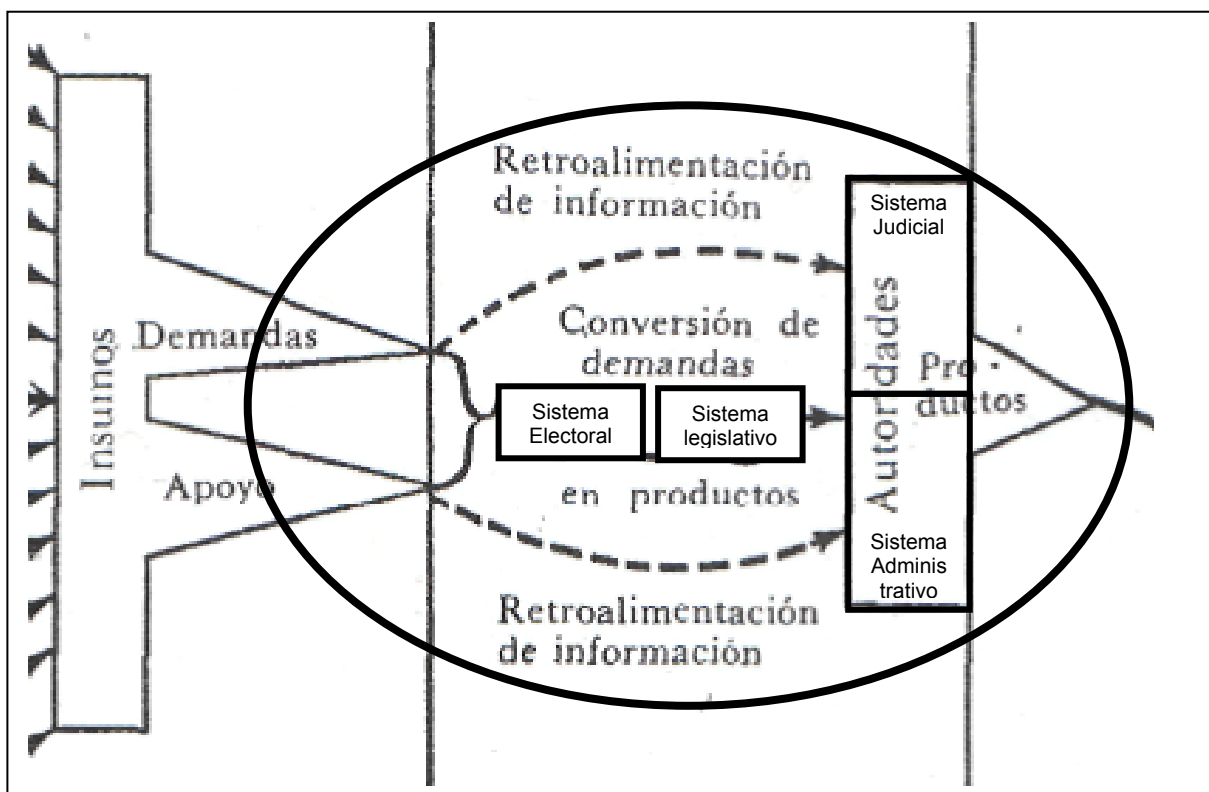 Insumos
Demandas
Apoyo
Retroalimentación
de información
Conversión de
demandas
Sistema
Electoral
Sistema
legislativo
en productos
Retroalimentación
de información
Sistema
Judicial
Autoridades
Sistema
Adminis
trativo
Pro-
ductos